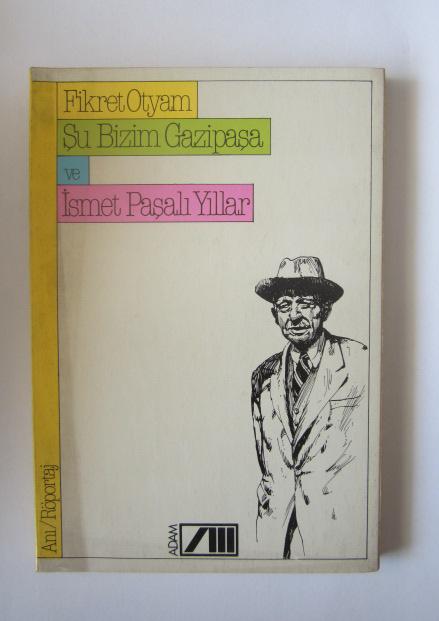 Fikret Otyam
Şu Bizim Gazipaşa
ve
İsmet Paşalı Yıllar
Anı/Röportaj
ADAM